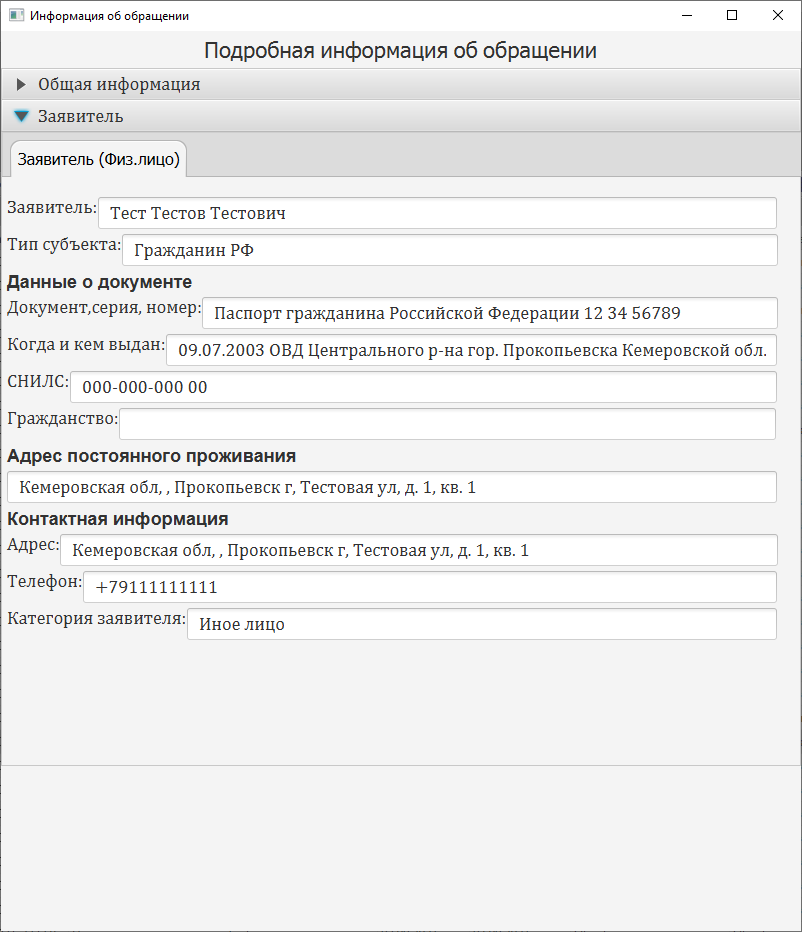 Информация об обращении
Подробная информация об обращении
Общая информация
Заявитель
Заявитель (Физ.лицо)
Заявитель: Тест Тестов Тестович
Тип субъекта: Гражданин РФ
Данные о документе
Документ,серия, номер: Паспорт гражданина Российской Федерации 12 34 56789
Когда и кем выдан: 09.07.2003 ОВД Центрального р-на гор. Прокопьевска Кемеровской обл.
СНИЛС: 000-000-000 00
Гражданство:
Адрес постоянного проживания
Кемеровская обл, , Прокопьевск г, Тестовая ул, д. 1, кв. 1
Контактная информация
Адрес: Кемеровская обл, , Прокопьевск г, Тестовая ул, д. 1, кв. 1
Телефон: +79111111111
Категория заявителя: Иное лицо